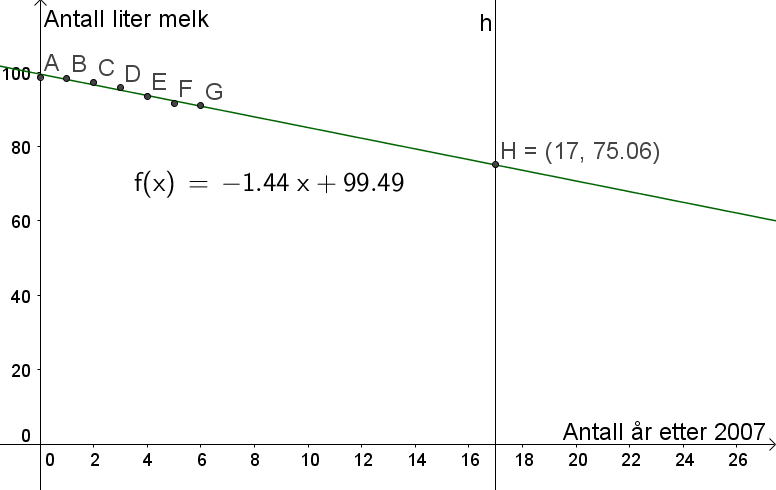 Antall liter melk
h
100
A B C D E F G
80
H = (17, 75.06)
f(x) = −1.44 x + 99.49
60
40
20
Antall år etter 2007
0
0 2 4 6 8 10 12 14 16 18 20 22 24 26